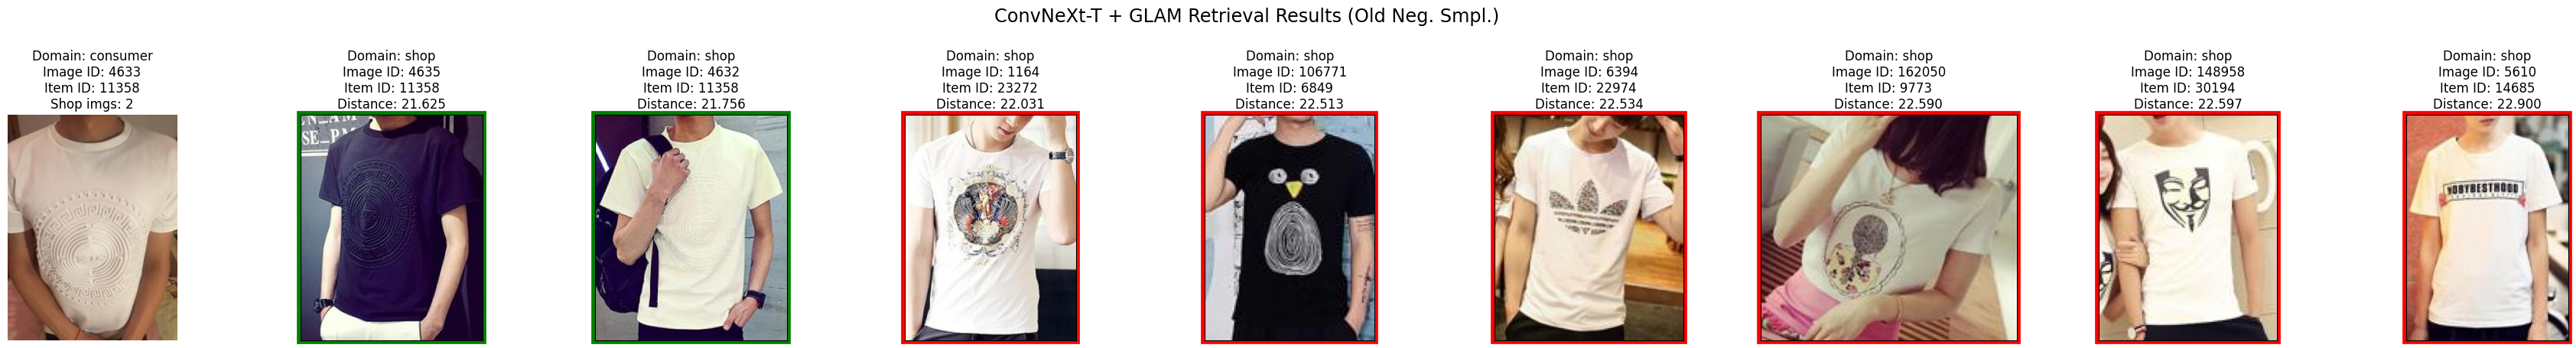 ConvNeXt-T + GLAM Retrieval Results (Old Neg. Smpl.)
Domain: consumer
Image ID: 4633
Item ID: 11358
Shop imgs: 2
Domain: shop
Image ID: 4635
Item ID: 11358
Distance: 21.625
Domain: shop
Image ID: 4632
Item ID: 11358
Distance: 21.756
Domain: shop
Image ID: 1164
Item ID: 23272
Distance: 22.031
Domain: shop
Image ID: 106771
Item ID: 6849
Distance: 22.513
Domain: shop
Image ID: 6394
Item ID: 22974
Distance: 22.534
Domain: shop
Image ID: 162050
Item ID: 9773
Distance: 22.590
Domain: shop
Image ID: 148958
Item ID: 30194
Distance: 22.597
Domain: shop
Image ID: 5610
Item ID: 14685
Distance: 22.900